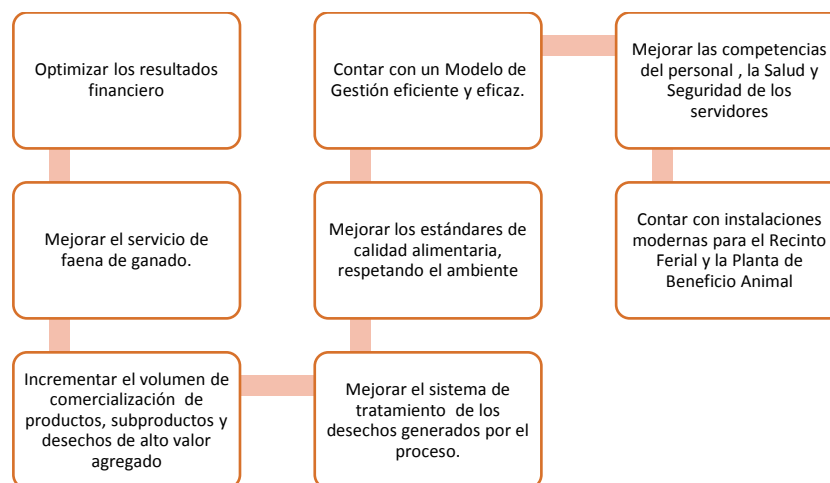 Optimizar los resultados
financiero
Mejorar el servicio de
faena de ganado.
Incrementar el volumen de
comercialización de
productos, subproductos y
desechos de alto valor
agregado
Mejorar el sistema de
tratamiento de los
desechos generados por el
proceso.
Mejorar los estándares de
calidad alimentaria,
respetando el ambiente
Contar con un Modelo de
Gestión eficiente y eficaz.
Mejorar las competencias
del personal , la Salud y
Seguridad de los
servidores
Contar con instalaciones
modernas para el Recinto
Ferial y la Planta de
Beneficio Animal